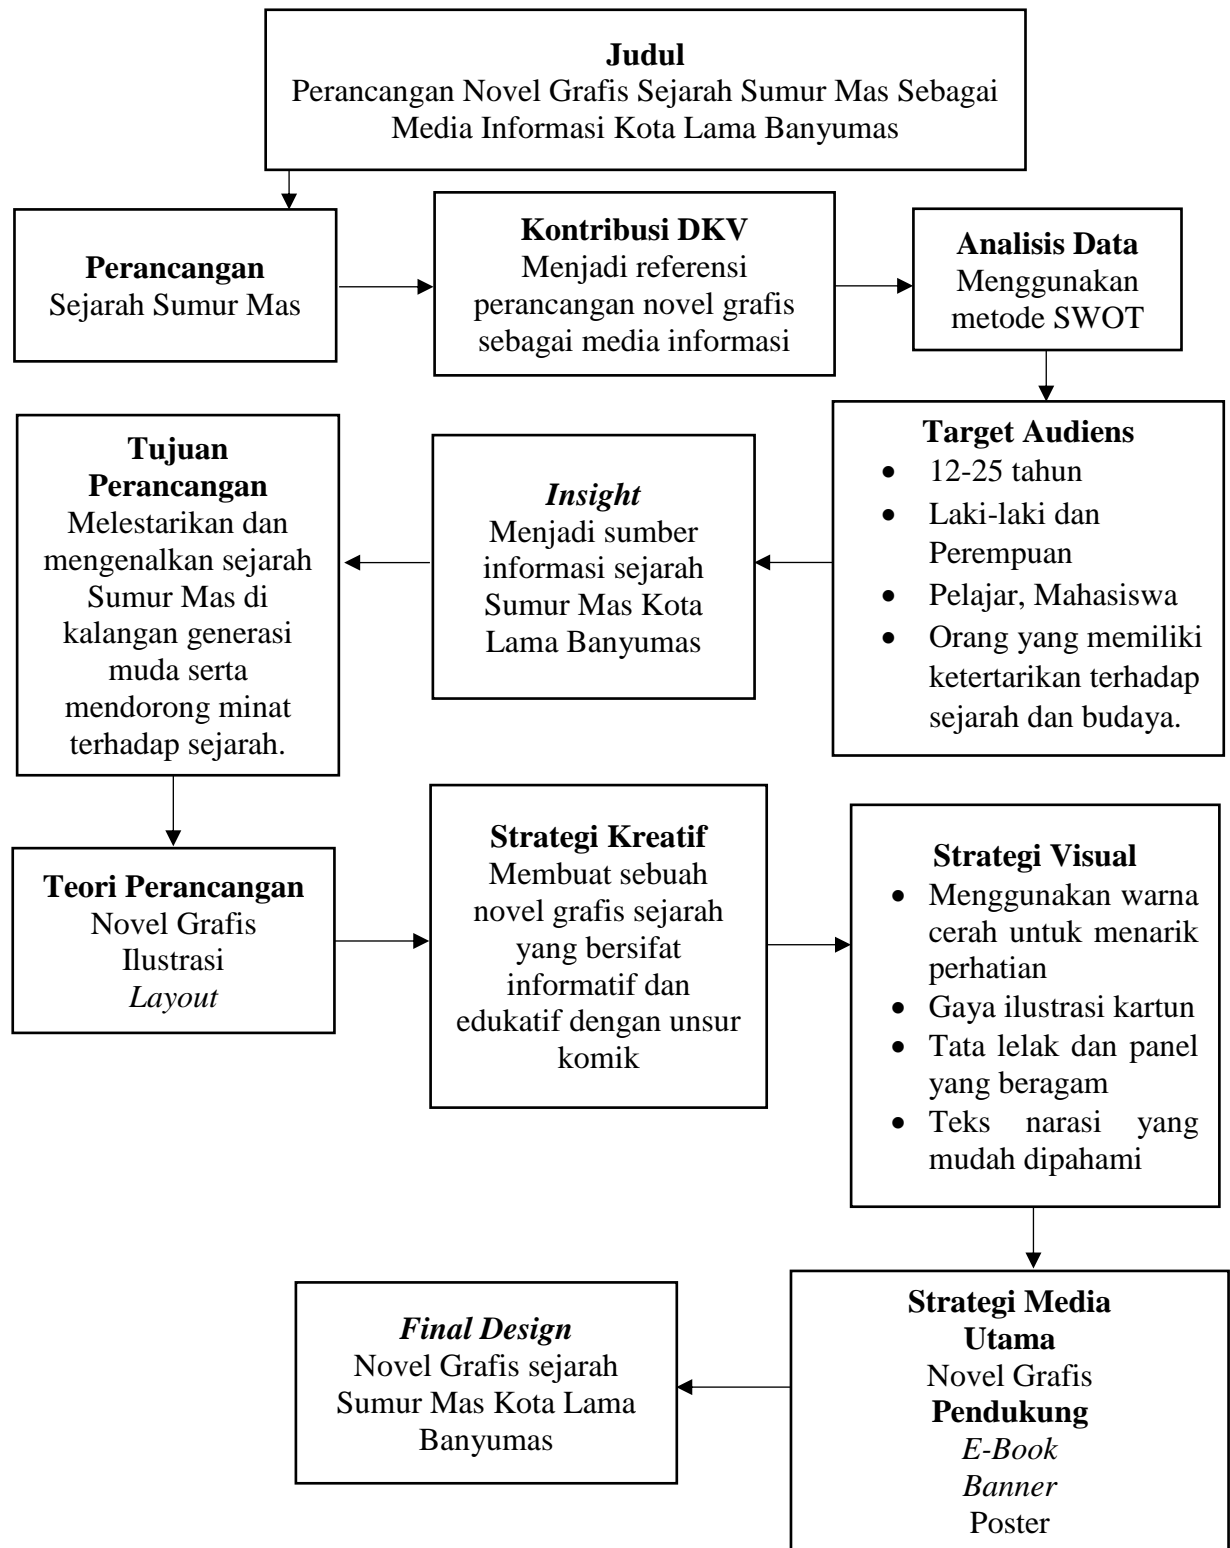 Judul
Perancangan Novel Grafis Sejarah Sumur Mas Sebagai
Media Informasi Kota Lama Banyumas
Perancangan
Sejarah Sumur Mas
Kontribusi DKV
Menjadi referensi
perancangan novel grafis
sebagai media informasi
Analisis Data
Menggunakan
metode SWOT
Target Audiens
• 12-25 tahun
• Laki-laki dan
Perempuan
• Pelajar, Mahasiswa
• Orang yang memiliki
ketertarikan terhadap
sejarah dan budaya.
Insight
Menjadi sumber
informasi sejarah
Sumur Mas Kota
Lama Banyumas
Tujuan
Perancangan
Melestarikan dan
mengenalkan sejarah
Sumur Mas di
kalangan generasi
muda serta
mendorong minat
terhadap sejarah.
Teori Perancangan
Novel Grafis
Ilustrasi
Layout
Strategi Kreatif
Membuat sebuah
novel grafis sejarah
yang bersifat
informatif dan
edukatif dengan unsur
komik
Strategi Visual
• Menggunakan warna
cerah untuk menarik
perhatian
• Gaya ilustrasi kartun
• Tata lelak dan panel
yang beragam
• Teks narasi yang
mudah dipahami
Strategi Media
Utama
Novel Grafis
Pendukung
E-Book
Banner
Poster
Final Design
Novel Grafis sejarah
Sumur Mas Kota Lama
Banyumas